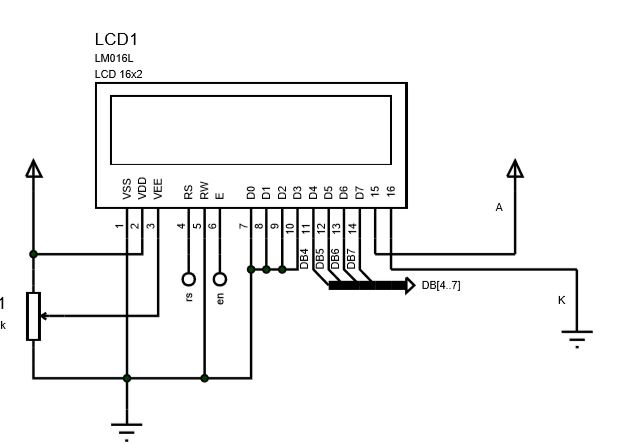 LCD1
LM016L
LCD 16x2
VSS
VDD
VEE
RS
RW
E
D0
D1
D2
D3
D4
D5
D6
D7
15
16
1
2
3
4
5
6
7
8
9
10
11
12
13
14
DB4
DB5
DB6
DB7
A
rs
en
DB[4..7]
K
1
k